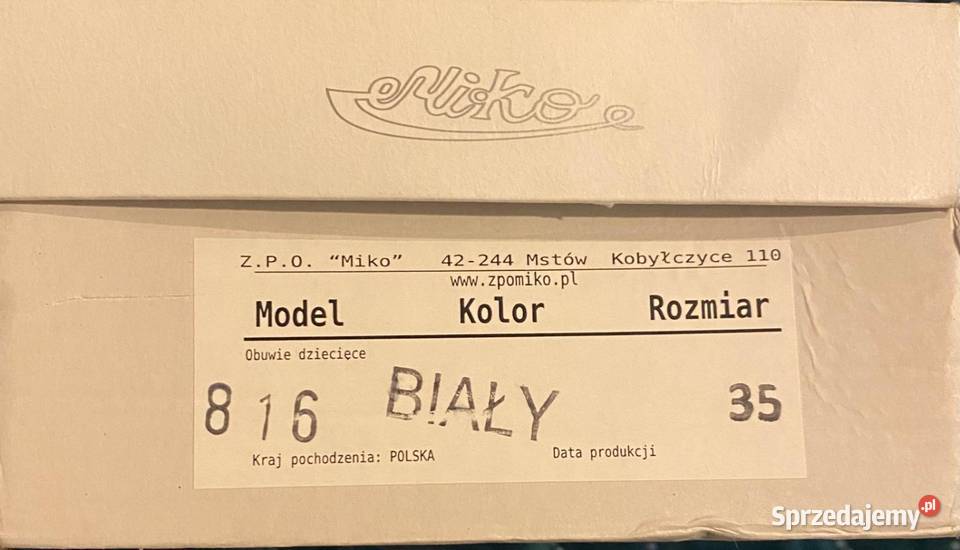 Miko
Z.P.O. “Miko” 42-244 Mstów Kobyłczyce 110
www.zpomiko.pl
Model Kolor Rozmiar
Obuwie dziecięce
816 BIAŁY 35
Kraj pochodzenia: POLSKA Data produkcji
Sprzedajemy.pl